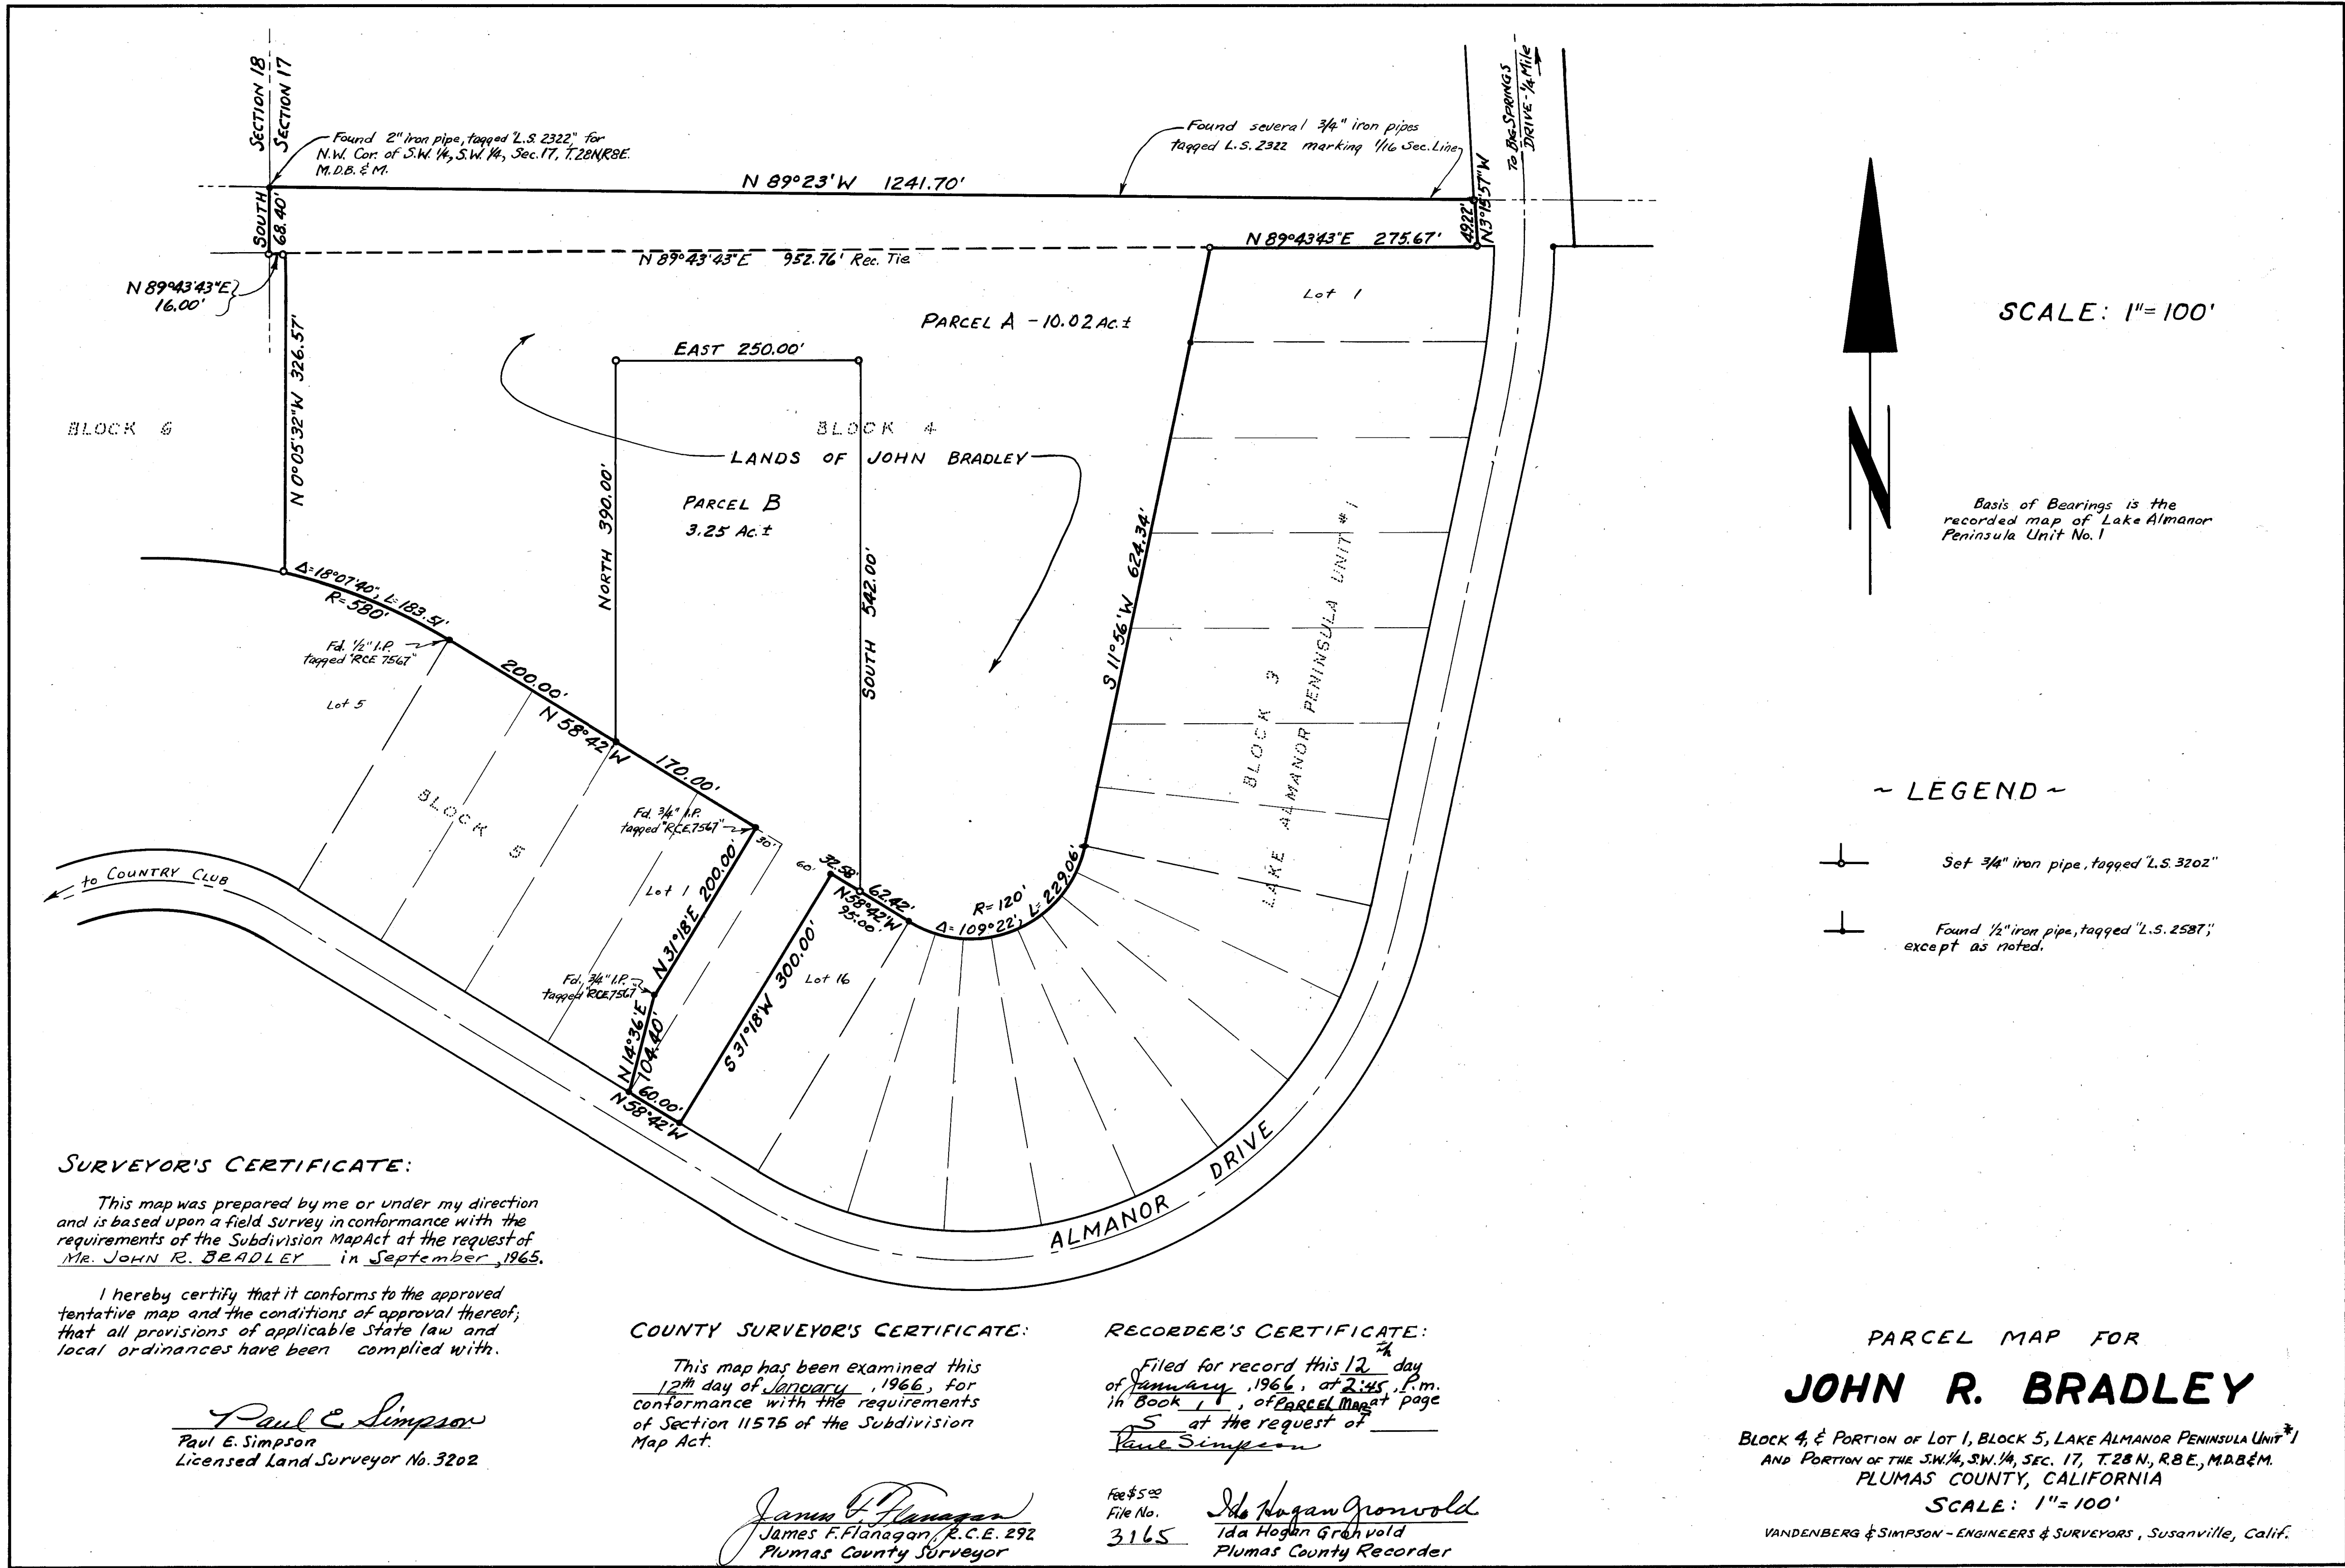 SECTION 18
SECTION 17
Found 2" iron pipe, tagged "L.S. 2322," for
N.W. Cor. of S.W. 1/4, S.W. 1/4, Sec. 17, T.28N., R8E.
M.D.B. & M.
Found several 3/4" iron pipes
tagged L.S. 2322 marking 1/16 Sec. Line
To BIG SPRINGS
DRIVE - 1/4 Mile
N 89°23' W 1241.70'
SOUTH
68.40'
49.22'
N3°15'57"W
N 89°43'43"E 275.67'
N 89°43'43"E 952.76' Rec. Tie
N 89°43'43"E
16.00'
Lot 1
PARCEL A - 10.02 Ac. ±
SCALE: 1"= 100'
EAST 250.00'
N 0°05'32"W 326.57'
BLOCK 6
BLOCK 4
LANDS OF JOHN BRADLEY
PARCEL B
3.25 Ac. ±
NORTH 390.00'
SOUTH 542.00'
S 11°56' W 624.34'
BLOCK 3
LAKE ALMANOR PENINSULA UNIT #1
N
Basis of Bearings is the
recorded map of Lake Almanor
Peninsula Unit No. 1
Δ=18°07'40", L=183.51'
R=580'
Fd. 1/2" I.P.
tagged "RCE 7567"
200.00'
N 58°42' W
Lot 5
170.00'
BLOCK 5
Fd. 3/4" I.P.
tagged "RCE 7567"
30'
60'
32.58'
62.42'
N58°42'W
95.00'
R=120'
Δ=109°22', L=229.06'
to COUNTRY CLUB
Lot 1
N 31°18' E 200.00'
Fd. 3/4" I.P.
tagged "RCE 7567"
S 31°18' W 300.00'
Lot 16
N 14°36' E
104.40'
60.00'
N 58°42' W
ALMANOR DRIVE
~ LEGEND ~
Set 3/4" iron pipe, tagged "L.S. 3202"
Found 1/2" iron pipe, tagged "L.S. 2587,"
except as noted.
SURVEYOR'S CERTIFICATE:
This map was prepared by me or under my direction
and is based upon a field survey in conformance with the
requirements of the Subdivision Map Act at the request of
MR. JOHN R. BRADLEY in September, 1965.
I hereby certify that it conforms to the approved
tentative map and the conditions of approval thereof;
that all provisions of applicable State law and
local ordinances have been complied with.
Paul E Simpson
Paul E. Simpson
Licensed Land Surveyor No. 3202
COUNTY SURVEYOR'S CERTIFICATE:
This map has been examined this
12th day of January, 1966, for
conformance with the requirements
of Section 11575 of the Subdivision
Map Act.
James F. Flanagan
James F. Flanagan, R.C.E. 292
Plumas County Surveyor
RECORDER'S CERTIFICATE:
Filed for record this 12th day
of January, 1966, at 2:45, P.m.
in Book 1, of PARCEL Maps at page
5 at the request of
Paul Simpson
Fee $5.00
File No.
3165
Ida Hogan Gronvold
Ida Hogan Gronvold
Plumas County Recorder
PARCEL MAP FOR
JOHN R. BRADLEY
BLOCK 4, & PORTION OF LOT 1, BLOCK 5, LAKE ALMANOR PENINSULA UNIT #1
AND PORTION OF THE S.W. 1/4, S.W. 1/4, SEC. 17, T.28 N., R.8 E., M.D.B. & M.
PLUMAS COUNTY, CALIFORNIA
SCALE: 1"= 100'
VANDENBERG & SIMPSON - ENGINEERS & SURVEYORS, Susanville, Calif.